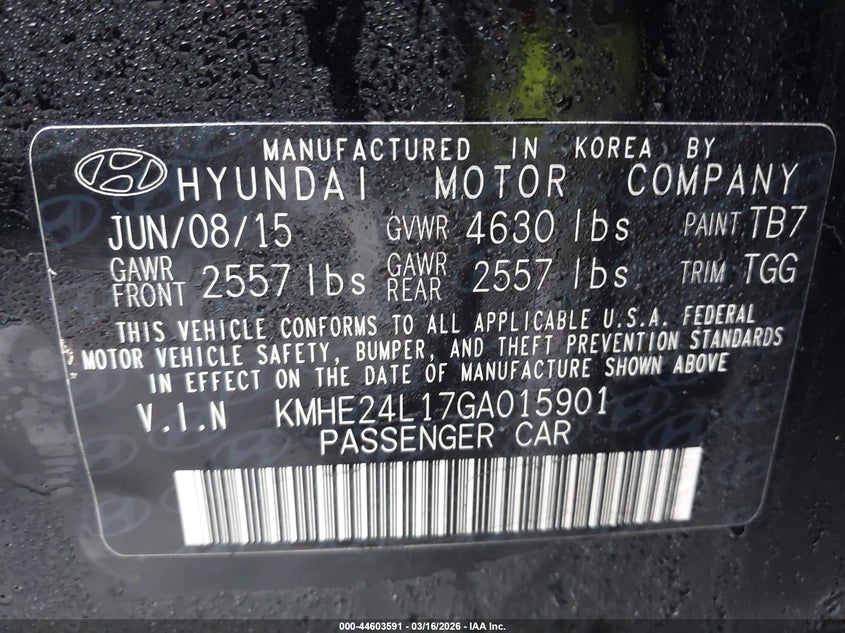 MANUFACTURED IN KOREA BY
HYUNDAI MOTOR COMPANY
JUN/08/15 GVWR 4630 lbs PAINT TB7
GAWR FRONT 2557 lbs GAWR REAR 2557 lbs TRIM TGG
THIS VEHICLE CONFORMS TO ALL APPLICABLE U.S.A. FEDERAL
MOTOR VEHICLE SAFETY, BUMPER, AND THEFT PREVENTION STANDARDS
IN EFFECT ON THE DATE OF MANUFACTURE SHOWN ABOVE
V.I.N KMHE24L17GA015901
PASSENGER CAR
000-44603591 - 03/16/2026 - IAA Inc.